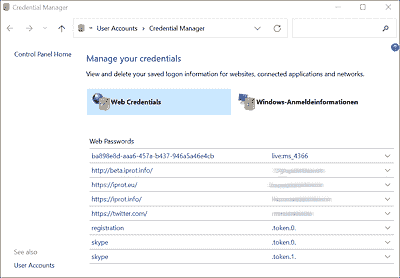 Credential Manager
User Accounts > Credential Manager
Control Panel Home
Manage your credentials
View and delete your saved logon information for websites, connected applications and networks.
Web Credentials
Windows-Anmeldeinformationen
Web Passwords
ba898e8d-aaa6-457a-b437-946a5a46e4cb live:ms_4366
http://beta.iprot.info/
https://iprot.eu/
https://iprot.info/
https://twitter.com/
registration .token.0.
skype .token.0.
skype .token.1.
See also
User Accounts